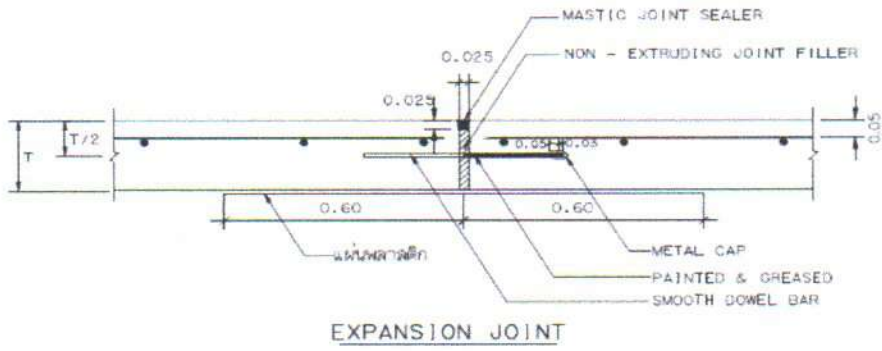 MASTIC JOINT SEALER
0.025
NON - EXTRUDING JOINT FILLER
0.025
T/2
T
0.05
0.03
0.05
0.60
0.60
แผ่นพลาสติก
METAL CAP
PAINTED & GREASED
SMOOTH DOWEL BAR
EXPANSION JOINT